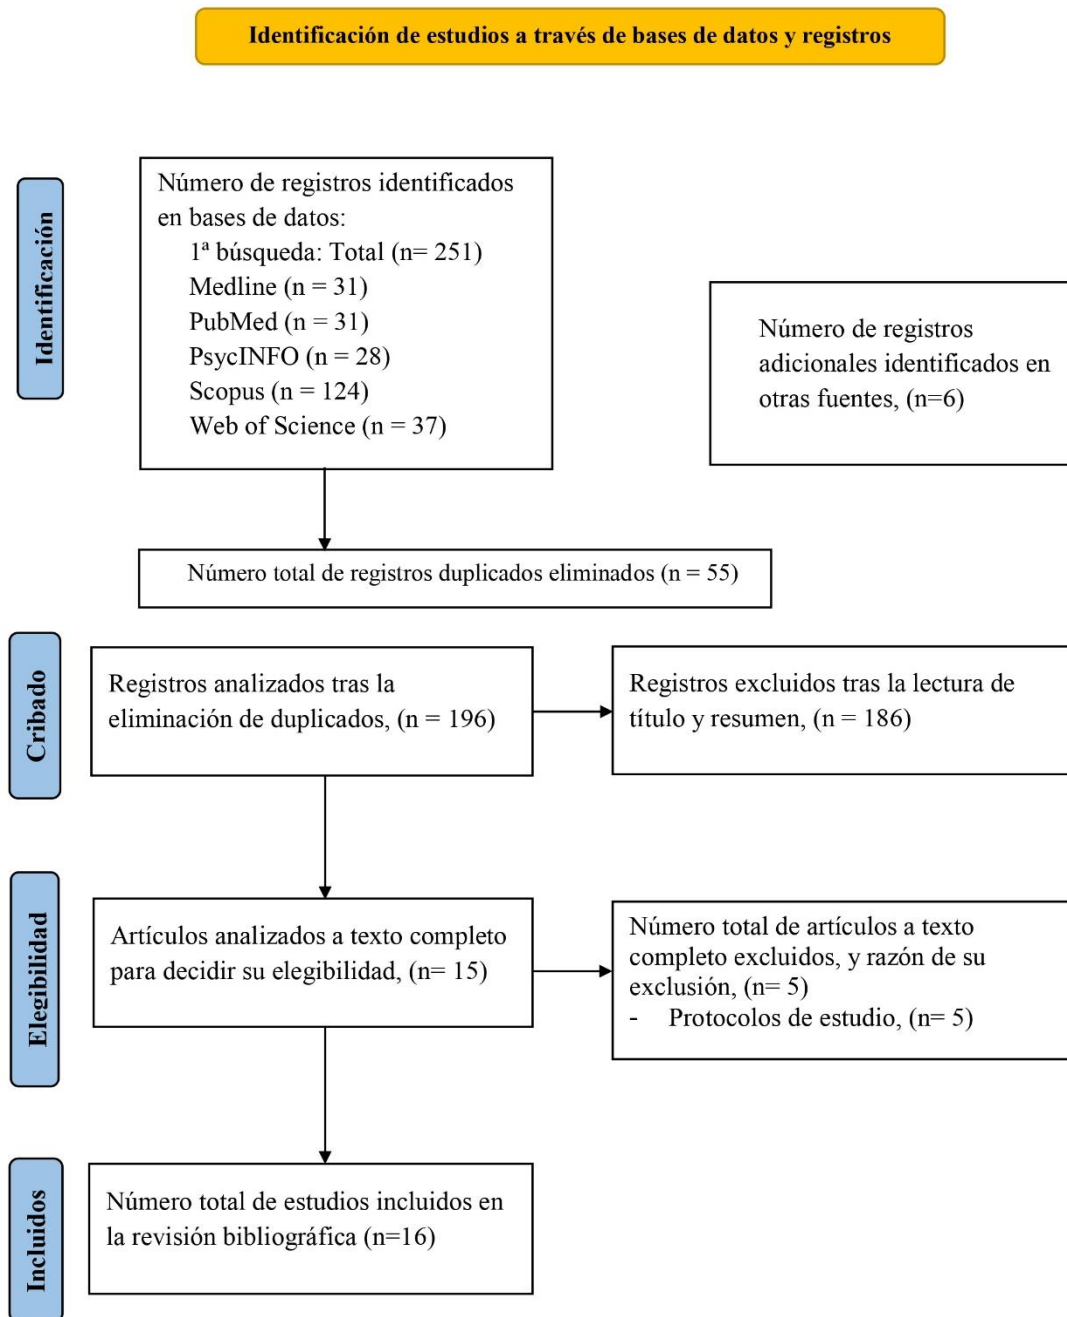 Identificación de estudios a través de bases de datos y registros
Identificación
Número de registros identificados
en bases de datos:
1ª búsqueda: Total (n= 251)
Medline (n = 31)
PubMed (n = 31)
PsycINFO (n = 28)
Scopus (n = 124)
Web of Science (n = 37)
Número de registros
adicionales identificados en
otras fuentes, (n=6)
Número total de registros duplicados eliminados (n = 55)
Cribado
Registros analizados tras la
eliminación de duplicados, (n = 196)
Registros excluidos tras la lectura de
título y resumen, (n = 186)
Elegibilidad
Artículos analizados a texto completo
para decidir su elegibilidad, (n= 15)
Número total de artículos a texto
completo excluidos, y razón de su
exclusión, (n= 5)
- Protocolos de estudio, (n= 5)
Incluidos
Número total de estudios incluidos en
la revisión bibliográfica (n=16)